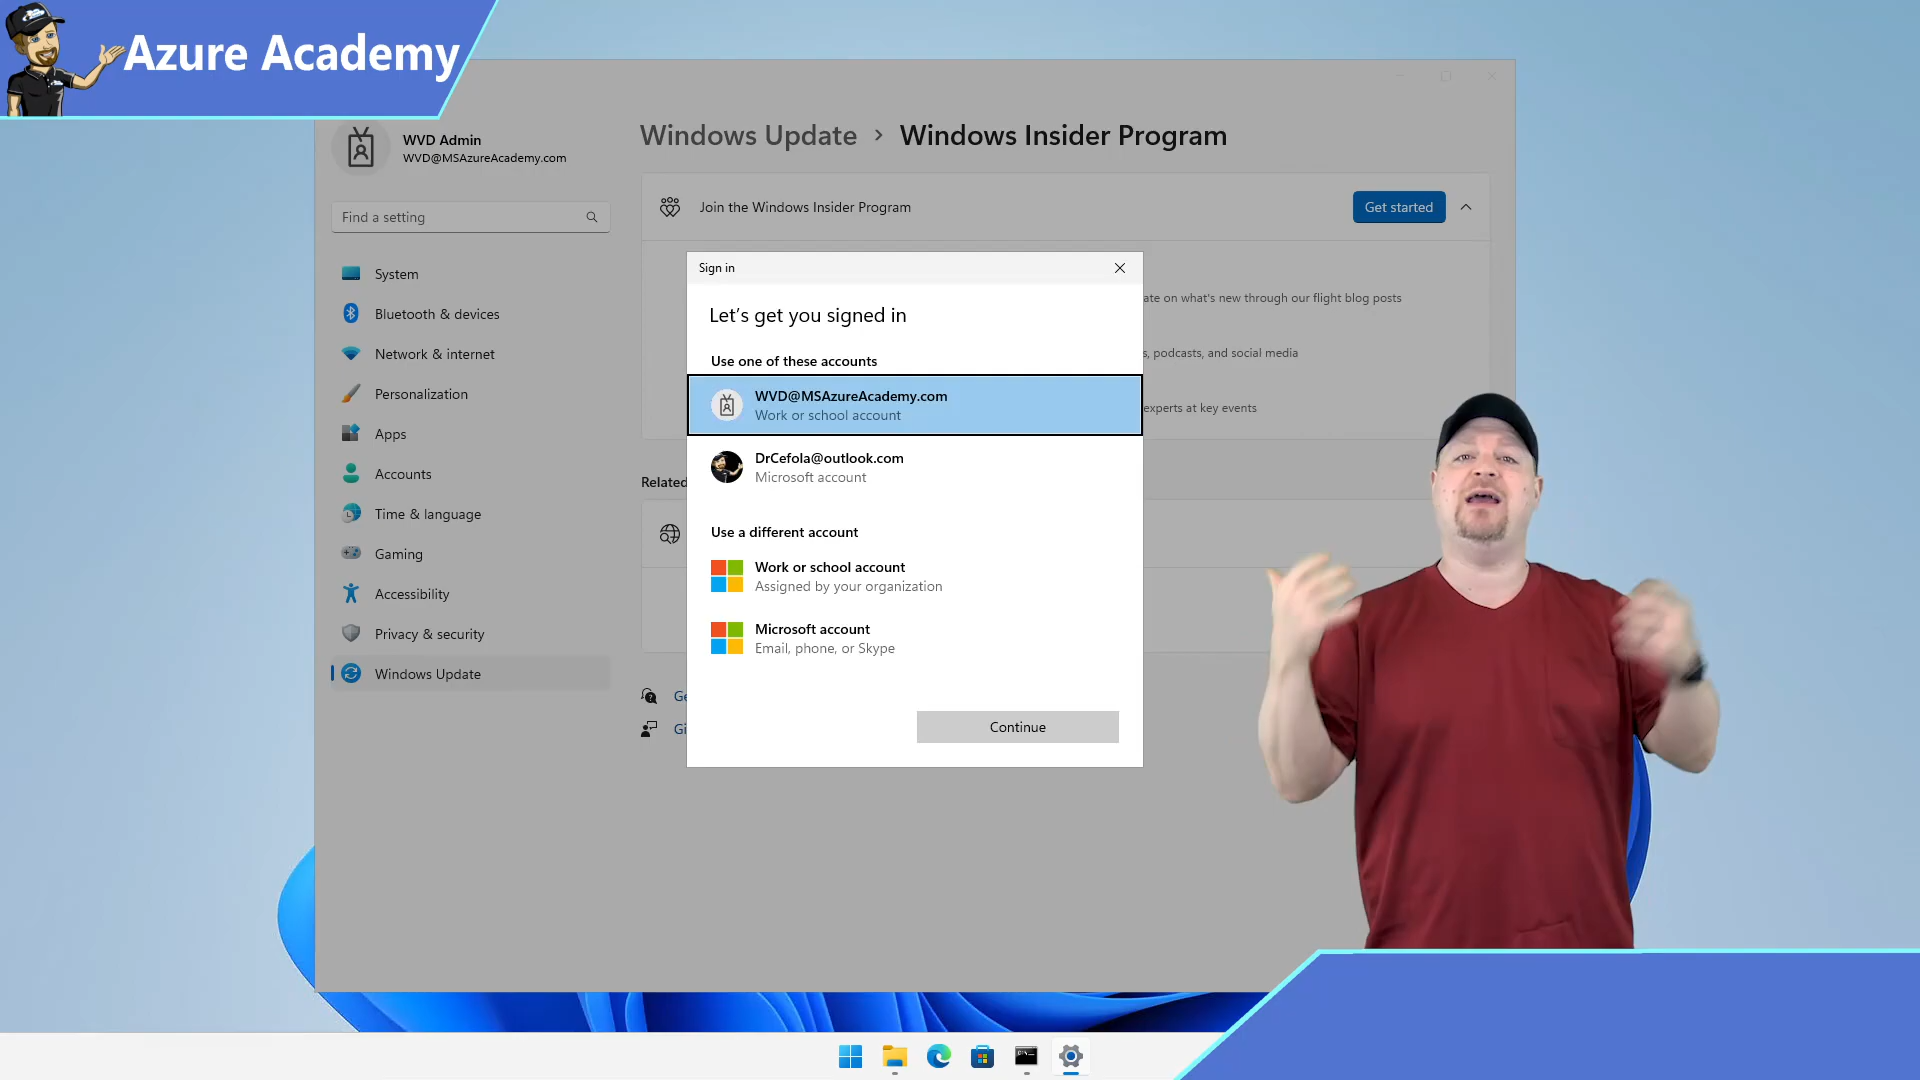 Azure Academy
WVD Admin
WVD@MSAzureAcademy.com
Find a setting
System
Bluetooth & devices
Network & internet
Personalization
Apps
Accounts
Time & language
Gaming
Accessibility
Privacy & security
Windows Update
Windows Update > Windows Insider Program
Join the Windows Insider Program
Get started
ate on what's new through our flight blog posts
s, podcasts, and social media
experts at key events
Related
Ge
Gi
Sign in
Let's get you signed in
Use one of these accounts
WVD@MSAzureAcademy.com
Work or school account
DrCefola@outlook.com
Microsoft account
Use a different account
Work or school account
Assigned by your organization
Microsoft account
Email, phone, or Skype
Continue